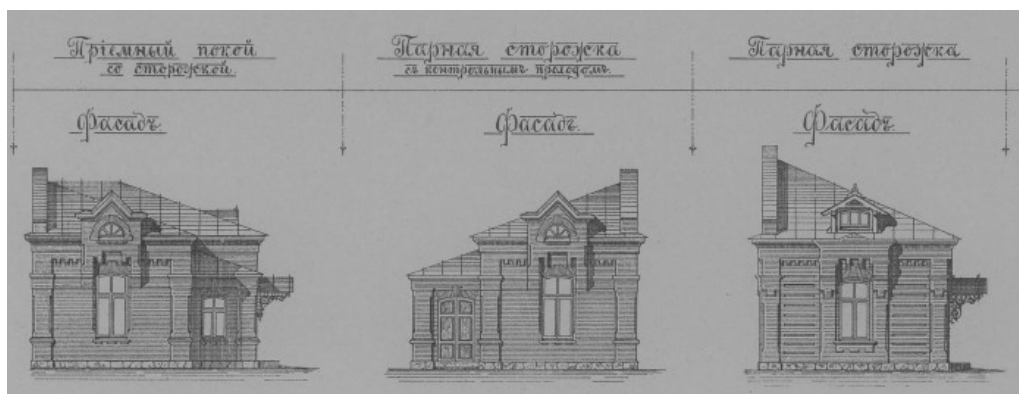 Пріемный покой
со сторожкой.
Парная сторожка
съ контрольнымъ проходомъ.
Парная сторожка
Фасадъ.
Фасадъ.
Фасадъ.